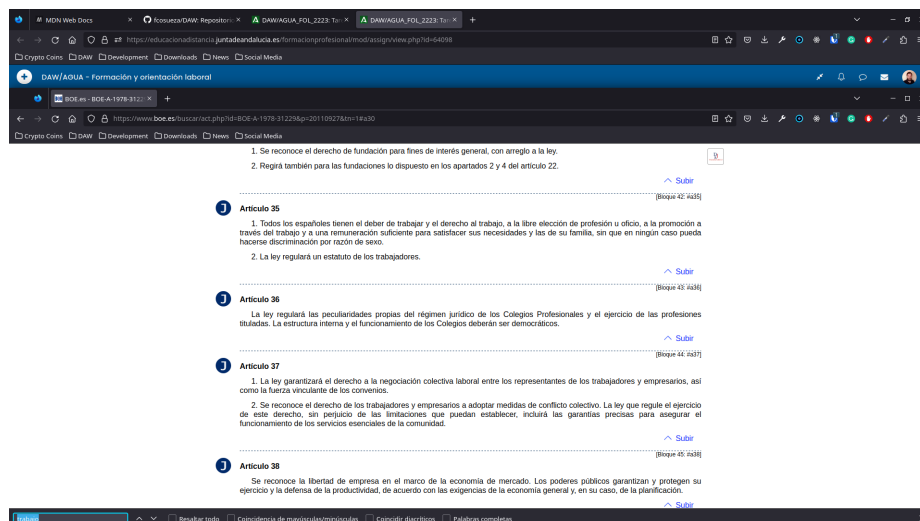 MDN Web Docs
fcosueza/DAW: Repositorio
DAW/AGUA_FOL_2223: Tar
DAW/AGUA_FOL_2223: Tar
https://educacionadistancia.juntadeandalucia.es/formacionprofesional/mod/assign/view.php?id=64098
Crypto Coins DAW Development Downloads News Social Media
DAW/AGUA - Formación y orientación laboral
BOE.es - BOE-A-1978-3122
https://www.boe.es/buscar/act.php?id=BOE-A-1978-31229&p=20110927&tn=1#a30
Crypto Coins DAW Development Downloads News Social Media
1. Se reconoce el derecho de fundación para fines de interés general, con arreglo a la ley.
2. Regirá también para las fundaciones lo dispuesto en los apartados 2 y 4 del artículo 22.
Subir
[Bloque 42: #a35]
Artículo 35
1. Todos los españoles tienen el deber de trabajar y el derecho al trabajo, a la libre elección de profesión u oficio, a la promoción a
través del trabajo y a una remuneración suficiente para satisfacer sus necesidades y las de su familia, sin que en ningún caso pueda
hacerse discriminación por razón de sexo.
2. La ley regulará un estatuto de los trabajadores.
Subir
[Bloque 43: #a36]
Artículo 36
La ley regulará las peculiaridades propias del régimen jurídico de los Colegios Profesionales y el ejercicio de las profesiones
tituladas. La estructura interna y el funcionamiento de los Colegios deberán ser democráticos.
Subir
[Bloque 44: #a37]
Artículo 37
1. La ley garantizará el derecho a la negociación colectiva laboral entre los representantes de los trabajadores y empresarios, así
como la fuerza vinculante de los convenios.
2. Se reconoce el derecho de los trabajadores y empresarios a adoptar medidas de conflicto colectivo. La ley que regule el ejercicio
de este derecho, sin perjuicio de las limitaciones que puedan establecer, incluirá las garantías precisas para asegurar el
funcionamiento de los servicios esenciales de la comunidad.
Subir
[Bloque 45: #a38]
Artículo 38
Se reconoce la libertad de empresa en el marco de la economía de mercado. Los poderes públicos garantizan y protegen su
ejercicio y la defensa de la productividad, de acuerdo con las exigencias de la economía general y, en su caso, de la planificación.
Subir
trabajo Resaltar todo Coincidencia de mayúsculas/minúsculas Coincidir diacríticos Palabras completas